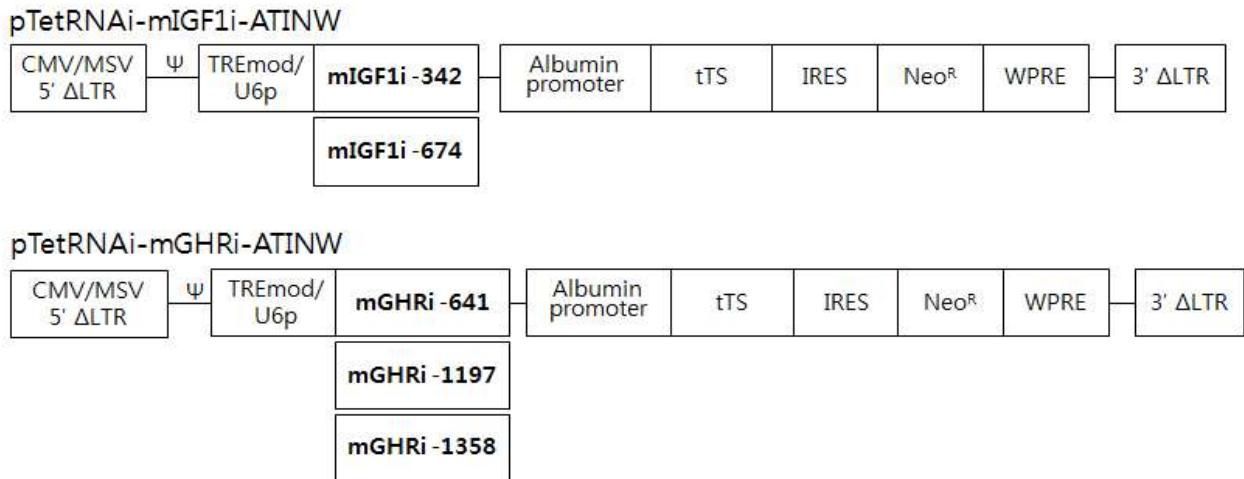 pTetRNAi-mIGF1i-ATINW
CMV/MSV
5' ΔLTR
Ψ
TREmod/
U6p
mIGF1i -342
Albumin
promoter
tTS
IRES
Neoᴿ
WPRE
3' ΔLTR
mIGF1i -674
pTetRNAi-mGHRi-ATINW
CMV/MSV
5' ΔLTR
Ψ
TREmod/
U6p
mGHRi -641
Albumin
promoter
tTS
IRES
Neoᴿ
WPRE
3' ΔLTR
mGHRi -1197
mGHRi -1358